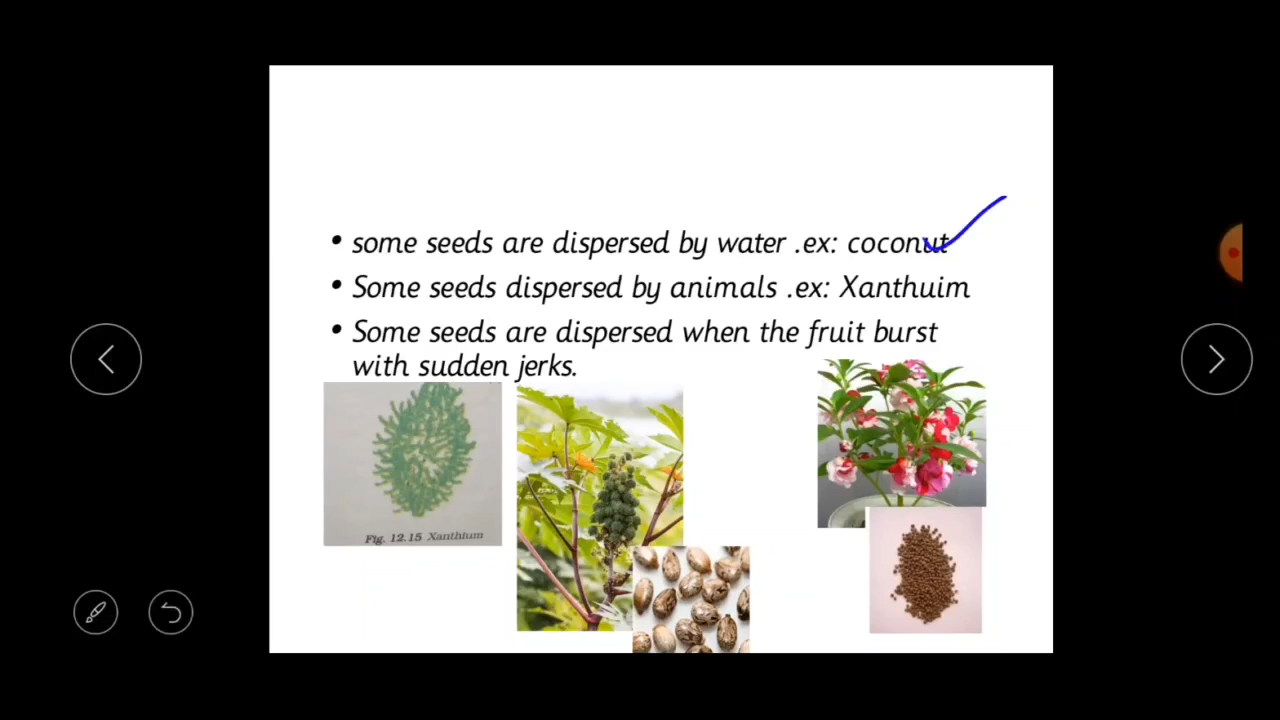 • some seeds are dispersed by water .ex: coconut
• Some seeds dispersed by animals .ex: Xanthuim
• Some seeds are dispersed when the fruit burst
with sudden jerks.
Fig. 12.15 Xanthium